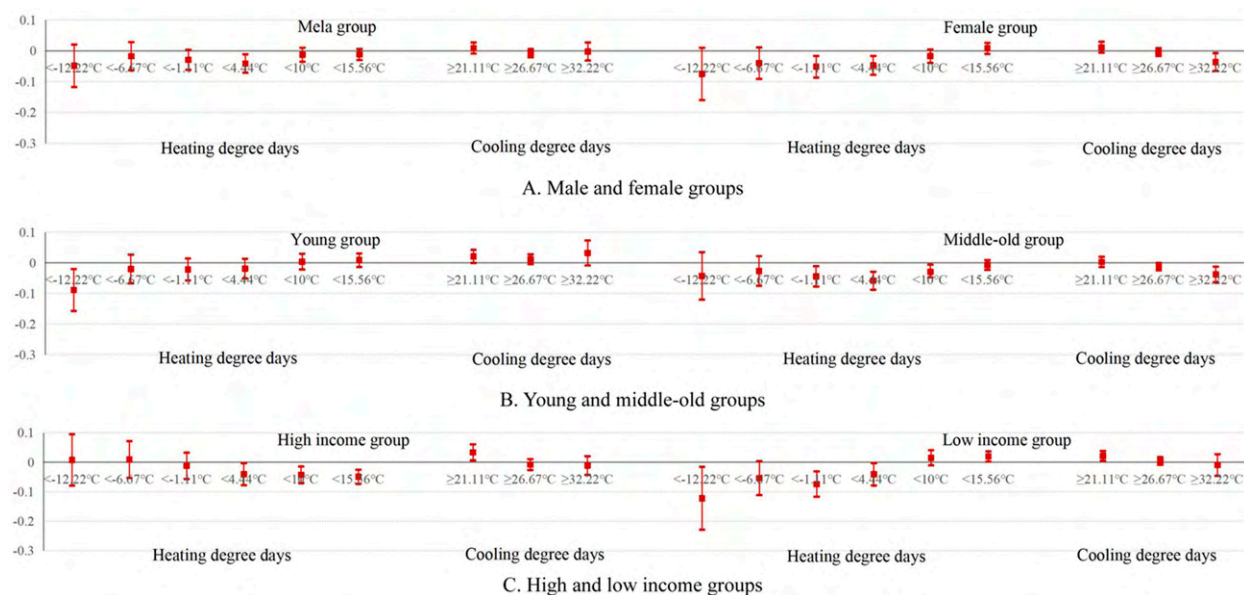 0.1
Mela group
Female group
0
<-12.22°C <-6.67°C <-1.11°C <4.44°C <10°C <15.56°C ≥21.11°C ≥26.67°C ≥32.22°C <-12.22°C <-6.67°C <-1.11°C <4.44°C <10°C <15.56°C ≥21.11°C ≥26.67°C ≥32.22°C
-0.1
-0.2
-0.3
Heating degree days Cooling degree days Heating degree days Cooling degree days
A. Male and female groups
0.1
Young group
Middle-old group
0
<-12.22°C <-6.67°C <-1.11°C <4.44°C <10°C <15.56°C ≥21.11°C ≥26.67°C ≥32.22°C <-12.22°C <-6.67°C <-1.11°C <4.44°C <10°C <15.56°C ≥21.11°C ≥26.67°C ≥32.22°C
-0.1
-0.2
-0.3
Heating degree days Cooling degree days Heating degree days Cooling degree days
B. Young and middle-old groups
0.1
High income group
Low income group
0
<-12.22°C <-6.67°C <-1.11°C <4.44°C <10°C <15.56°C ≥21.11°C ≥26.67°C ≥32.22°C <-12.22°C <-6.67°C <-1.11°C <4.44°C <10°C <15.56°C ≥21.11°C ≥26.67°C ≥32.22°C
-0.1
-0.2
-0.3
Heating degree days Cooling degree days Heating degree days Cooling degree days
C. High and low income groups